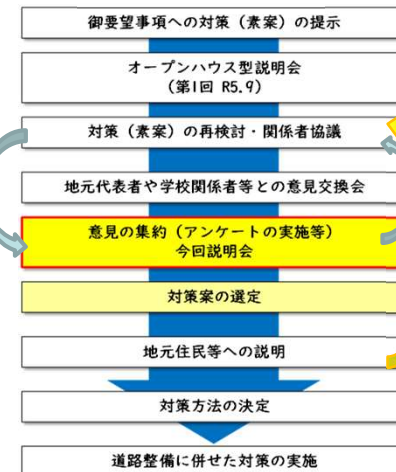 御要望事項への対策（素案）の提示
オープンハウス型説明会
（第1回 R5.9）
対策（素案）の再検討・関係者協議
地元代表者や学校関係者等との意見交換会
意見の集約（アンケートの実施等）
今回説明会
対策案の選定
地元住民等への説明
対策方法の決定
道路整備に併せた対策の実施